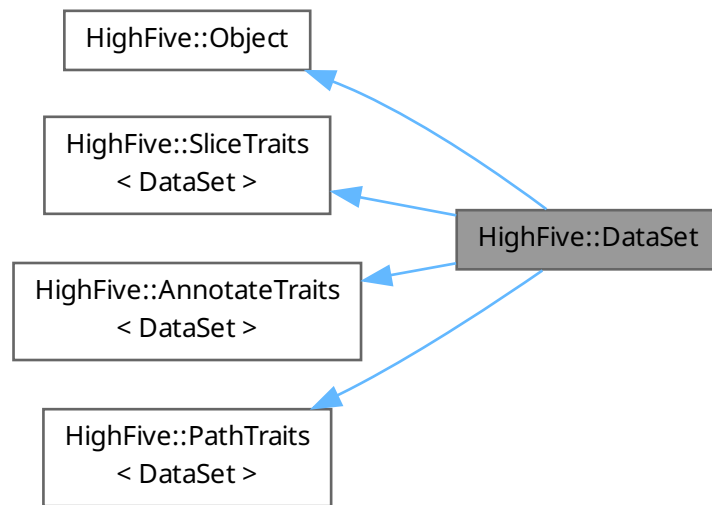 HighFive::Object
HighFive::SliceTraits
< DataSet >
HighFive::DataSet
HighFive::AnnotateTraits
< DataSet >
HighFive::PathTraits
< DataSet >